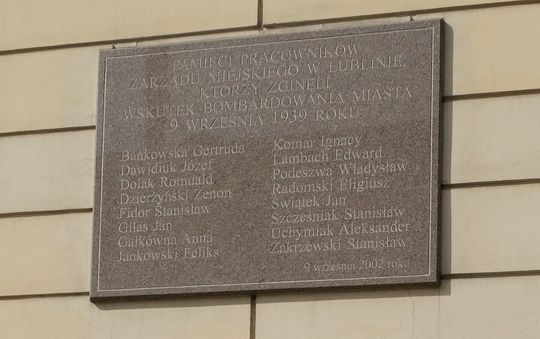 PAMIĘCI PRACOWNIKÓW
ZARZĄDU MIEJSKIEGO W LUBLINIE,
KTÓRZY ZGINĘLI
WSKUTEK BOMBARDOWANIA MIASTA
9 WRZEŚNIA 1939 ROKU
Bańkowska Gertruda
Dawidiuk Józef
Dolak Romuald
Dzierżyński Zenon
Fidor Stanisław
Gilas Jan
Gałkówna Anna
Jankowski Feliks
Komar Ignacy
Lambach Edward
Podeszwa Władysław
Radomski Eligiusz
Świątek Jan
Szcześniak Stanisław
Uchymiak Aleksander
Zakrzewski Stanisław
9 września 2002 roku